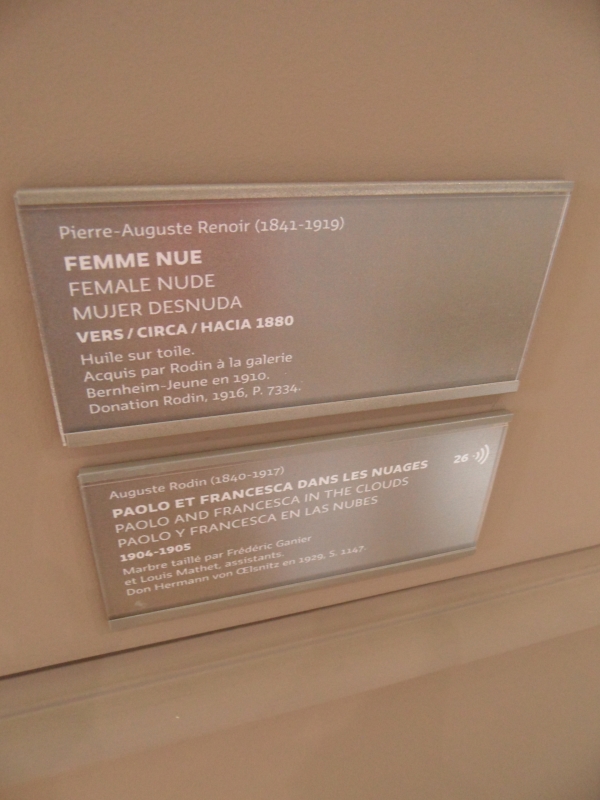 Pierre-Auguste Renoir (1841-1919)
FEMME NUE
FEMALE NUDE
MUJER DESNUDA
VERS / CIRCA / HACIA 1880
Huile sur toile.
Acquis par Rodin à la galerie
Bernheim-Jeune en 1910.
Donation Rodin, 1916, P. 7334.
Auguste Rodin (1840-1917)
PAOLO ET FRANCESCA DANS LES NUAGES
26
PAOLO AND FRANCESCA IN THE CLOUDS
PAOLO Y FRANCESCA EN LAS NUBES
1904-1905
Marbre taillé par Frédéric Ganier
et Louis Mathet, assistants.
Don Hermann von Œlsnitz en 1929, S. 1147.